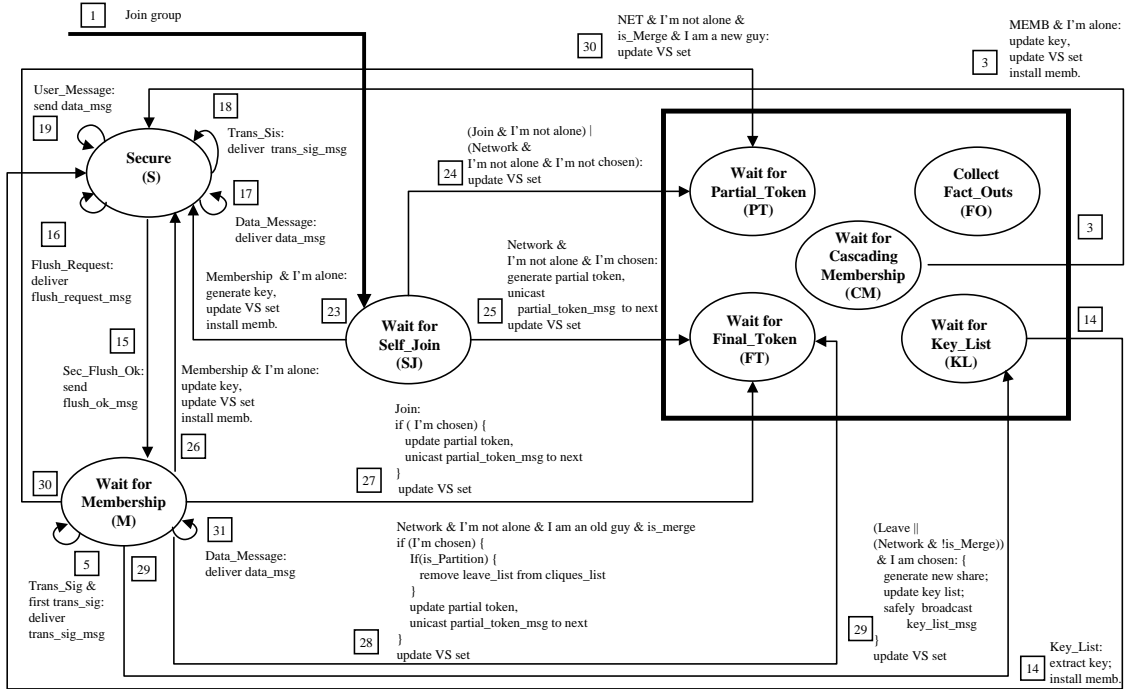 1
Join group
NET & I'm not alone &
is_Merge & I am a new guy:
update VS set
30
MEMB & I'm alone:
update key,
update VS set
install memb.
3
User_Message:
send data_msg
19
18
Trans_Sis:
deliver trans_sig_msg
Secure
(S)
17
Data_Message:
deliver data_msg
16
Flush_Request:
deliver
flush_request_msg
(Join & I'm not alone) |
(Network &
I'm not alone & I'm not chosen):
update VS set
24
Wait for
Partial_Token
(PT)
Collect
Fact_Outs
(FO)
Wait for
Cascading
Membership
(CM)
3
Membership & I'm alone:
generate key,
update VS set
install memb.
23
Network &
I'm not alone & I'm chosen:
generate partial token,
unicast
partial_token_msg to next
update VS set
25
Wait for
Self_Join
(SJ)
Wait for
Final_Token
(FT)
Wait for
Key_List
(KL)
14
15
Sec_Flush_Ok:
send
flush_ok_msg
Membership & I'm alone:
update key,
update VS set
install memb.
26
Join:
if ( I'm chosen) {
update partial token,
unicast partial_token_msg to next
}
update VS set
27
30
Wait for
Membership
(M)
31
Data_Message:
deliver data_msg
5
29
Trans_Sig &
first trans_sig:
deliver
trans_sig_msg
Network & I'm not alone & I am an old guy & is_merge
if (I'm chosen) {
If(is_Partition) {
remove leave_list from cliques_list
}
update partial token,
unicast partial_token_msg to next
}
update VS set
28
(Leave ||
(Network & !is_Merge))
& I am chosen: {
generate new share;
update key list;
safely broadcast
key_list_msg
}
update VS set
29
14
Key_List:
extract key;
install memb.